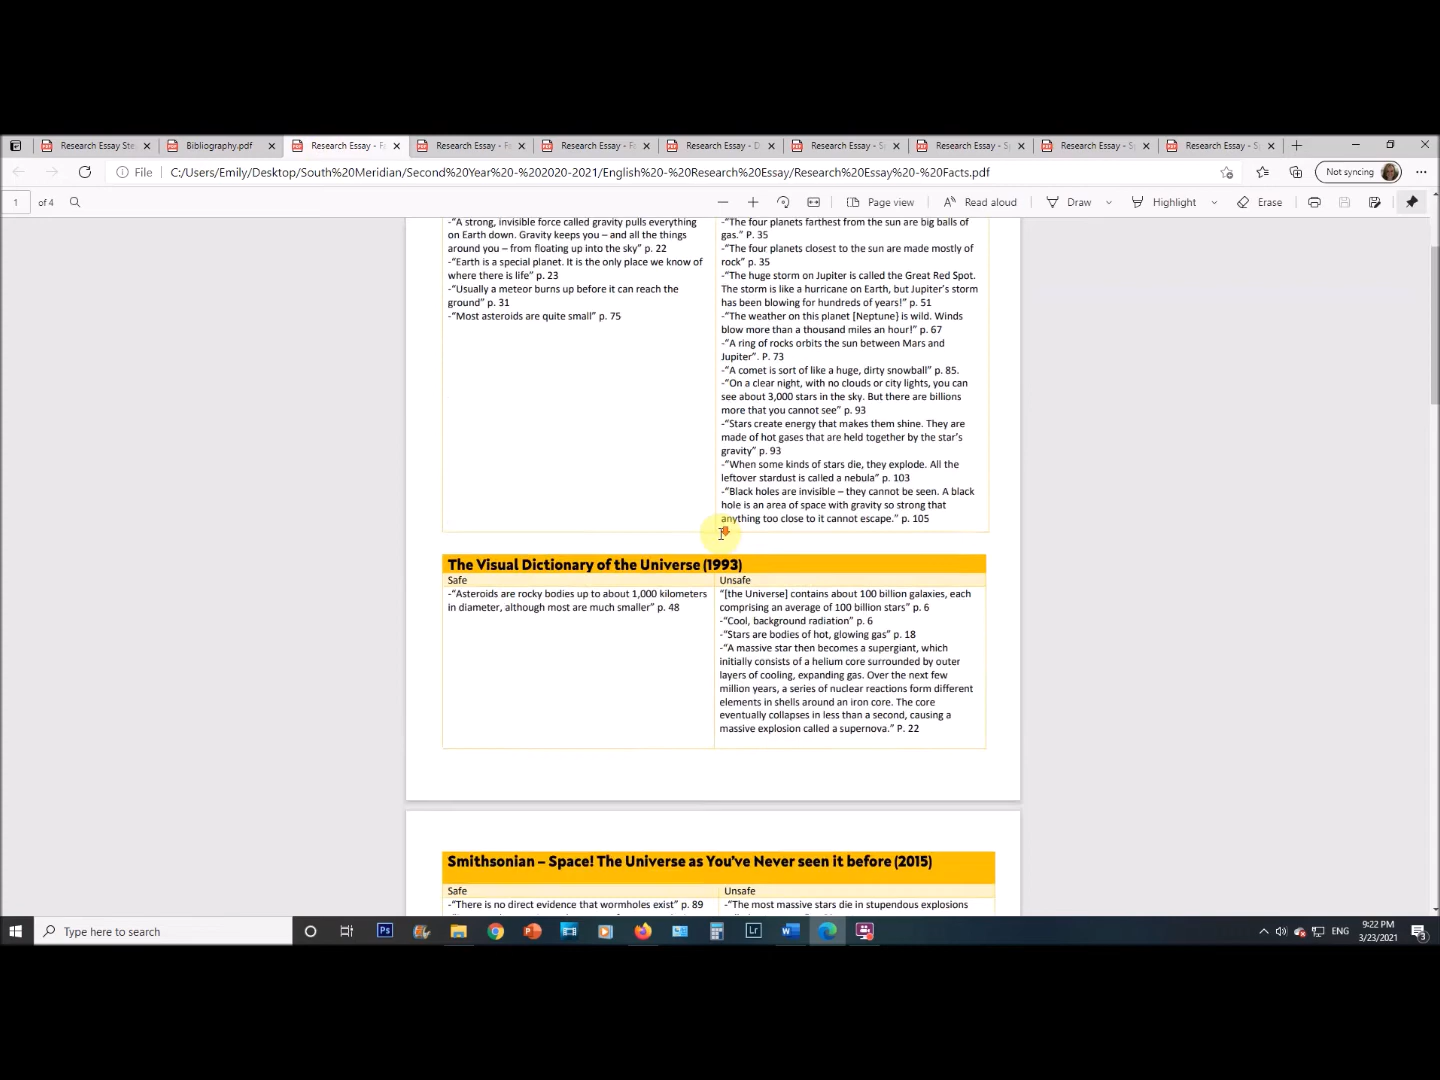 Research Essay Ste
Bibliography.pdf
Research Essay - Fa
Research Essay - Fo
Research Essay - Fo
Research Essay - D
Research Essay - Sp
Research Essay - Sp
Research Essay - Sp
Research Essay - Sp
File
C:/Users/Emily/Desktop/South%20Meridian/Second%20Year%20-%202020-2021/English%20-%20Research%20Essay/Research%20Essay%20-%20Facts.pdf
Not syncing
1 of 4
Page view
Read aloud
Draw
Highlight
Erase
-“A strong, invisible force called gravity pulls everything
on Earth down. Gravity keeps you – and all the things
around you – from floating up into the sky” p. 22
-“Earth is a special planet. It is the only place we know of
where there is life” p. 23
-“Usually a meteor burns up before it can reach the
ground” p. 31
-“Most asteroids are quite small” p. 75
-“The four planets farthest from the sun are big balls of
gas.” P. 35
-“The four planets closest to the sun are made mostly of
rock” p. 35
-“The huge storm on Jupiter is called the Great Red Spot.
The storm is like a hurricane on Earth, but Jupiter’s storm
has been blowing for hundreds of years!” p. 51
-“The weather on this planet [Neptune} is wild. Winds
blow more than a thousand miles an hour!” p. 67
-“A ring of rocks orbits the sun between Mars and
Jupiter”. P. 73
-“A comet is sort of like a huge, dirty snowball” p. 85.
-“On a clear night, with no clouds or city lights, you can
see about 3,000 stars in the sky. But there are billions
more that you cannot see” p. 93
-“Stars create energy that makes them shine. They are
made of hot gases that are held together by the star’s
gravity” p. 93
-“When some kinds of stars die, they explode. All the
leftover stardust is called a nebula” p. 103
-“Black holes are invisible – they cannot be seen. A black
hole is an area of space with gravity so strong that
anything too close to it cannot escape.” p. 105
The Visual Dictionary of the Universe (1993)
Safe
Unsafe
-“Asteroids are rocky bodies up to about 1,000 kilometers
in diameter, although most are much smaller” p. 48
“[the Universe] contains about 100 billion galaxies, each
comprising an average of 100 billion stars” p. 6
-“Cool, background radiation” p. 6
-“Stars are bodies of hot, glowing gas” p. 18
-“A massive star then becomes a supergiant, which
initially consists of a helium core surrounded by outer
layers of cooling, expanding gas. Over the next few
million years, a series of nuclear reactions form different
elements in shells around an iron core. The core
eventually collapses in less than a second, causing a
massive explosion called a supernova.” P. 22
Smithsonian – Space! The Universe as You’ve Never seen it before (2015)
Safe
Unsafe
-“There is no direct evidence that wormholes exist” p. 89
-“The most massive stars die in stupendous explosions
Type here to search
Ps
Lr
ENG
9:22 PM
3/23/2021
3